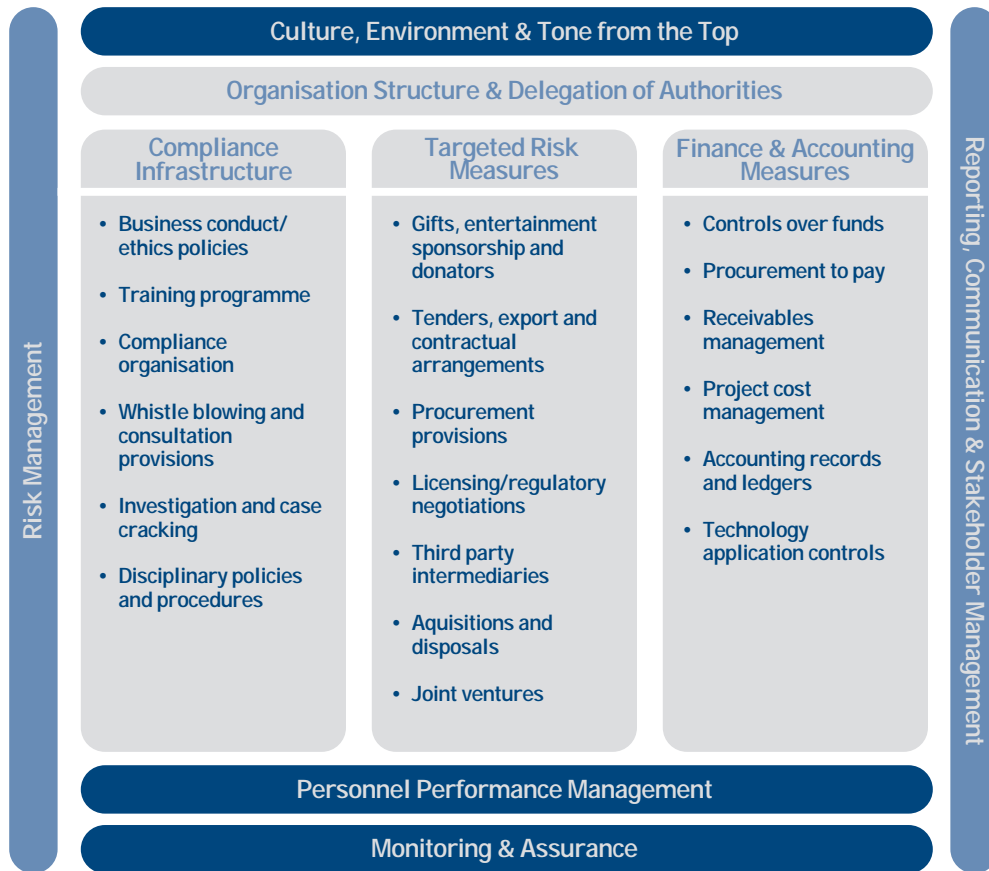 Culture, Environment & Tone from the Top
Organisation Structure & Delegation of Authorities
Risk Management
Compliance
Infrastructure
• Business conduct/
ethics policies
• Training programme
• Compliance
organisation
• Whistle blowing and
consultation
provisions
• Investigation and case
cracking
• Disciplinary policies
and procedures
Targeted Risk
Measures
• Gifts, entertainment
sponsorship and
donators
• Tenders, export and
contractual
arrangements
• Procurement
provisions
• Licensing/regulatory
negotiations
• Third party
intermediaries
• Aquisitions and
disposals
• Joint ventures
Finance & Accounting
Measures
• Controls over funds
• Procurement to pay
• Receivables
management
• Project cost
management
• Accounting records
and ledgers
• Technology
application controls
Reporting, Communication & Stakeholder Management
Personnel Performance Management
Monitoring & Assurance